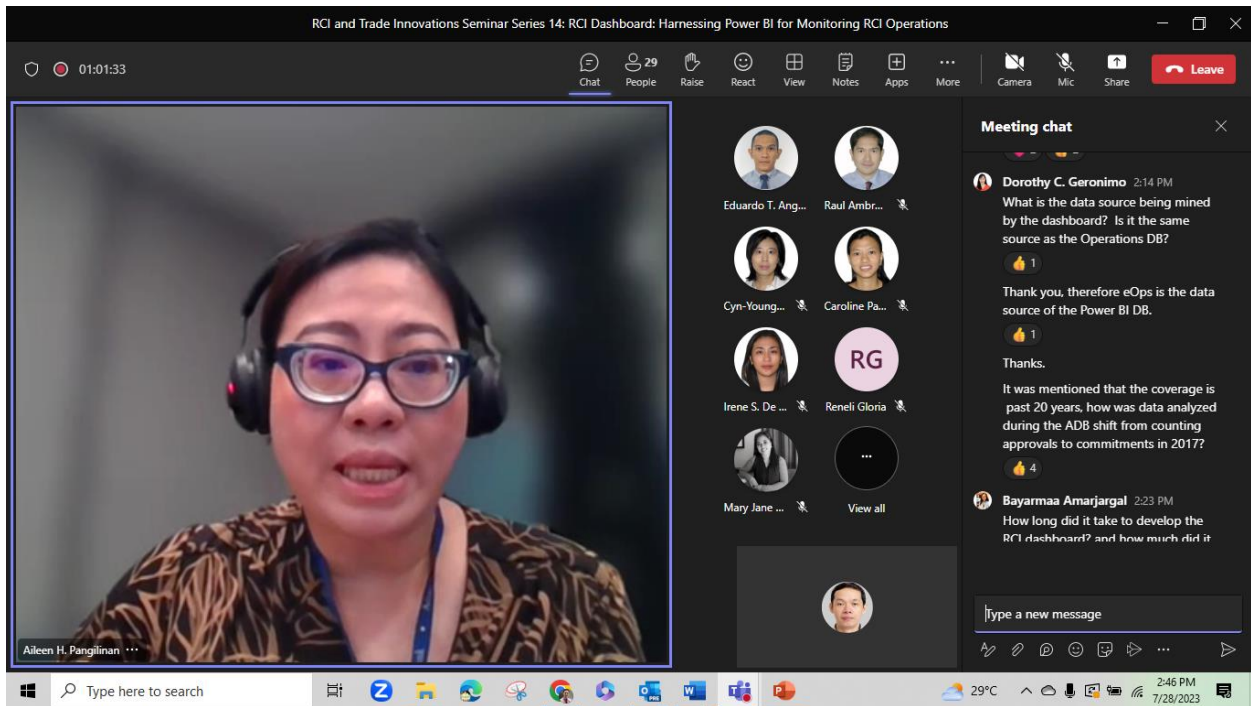 RCI and Trade Innovations Seminar Series 14: RCI Dashboard: Harnessing Power BI for Monitoring RCI Operations
01:01:33
Chat
29
People
Raise
React
View
Notes
Apps
More
Camera
Mic
Share
Leave
Aileen H. Pangilinan
Eduardo T. Ang...
Raul Ambr...
Cyn-Young...
Caroline Pa...
Irene S. De ...
RG
Reneli Gloria
Mary Jane ...
View all
Meeting chat
Dorothy C. Geronimo 2:14 PM
What is the data source being mined
by the dashboard? Is it the same
source as the Operations DB?
1
Thank you, therefore eOps is the data
source of the Power BI DB.
1
Thanks.
It was mentioned that the coverage is
past 20 years, how was data analyzed
during the ADB shift from counting
approvals to commitments in 2017?
4
Bayarmaa Amarjargal 2:23 PM
How long did it take to develop the
RCI dashboard? and how much did it
Type a new message
Type here to search
29°C
2:46 PM
7/28/2023